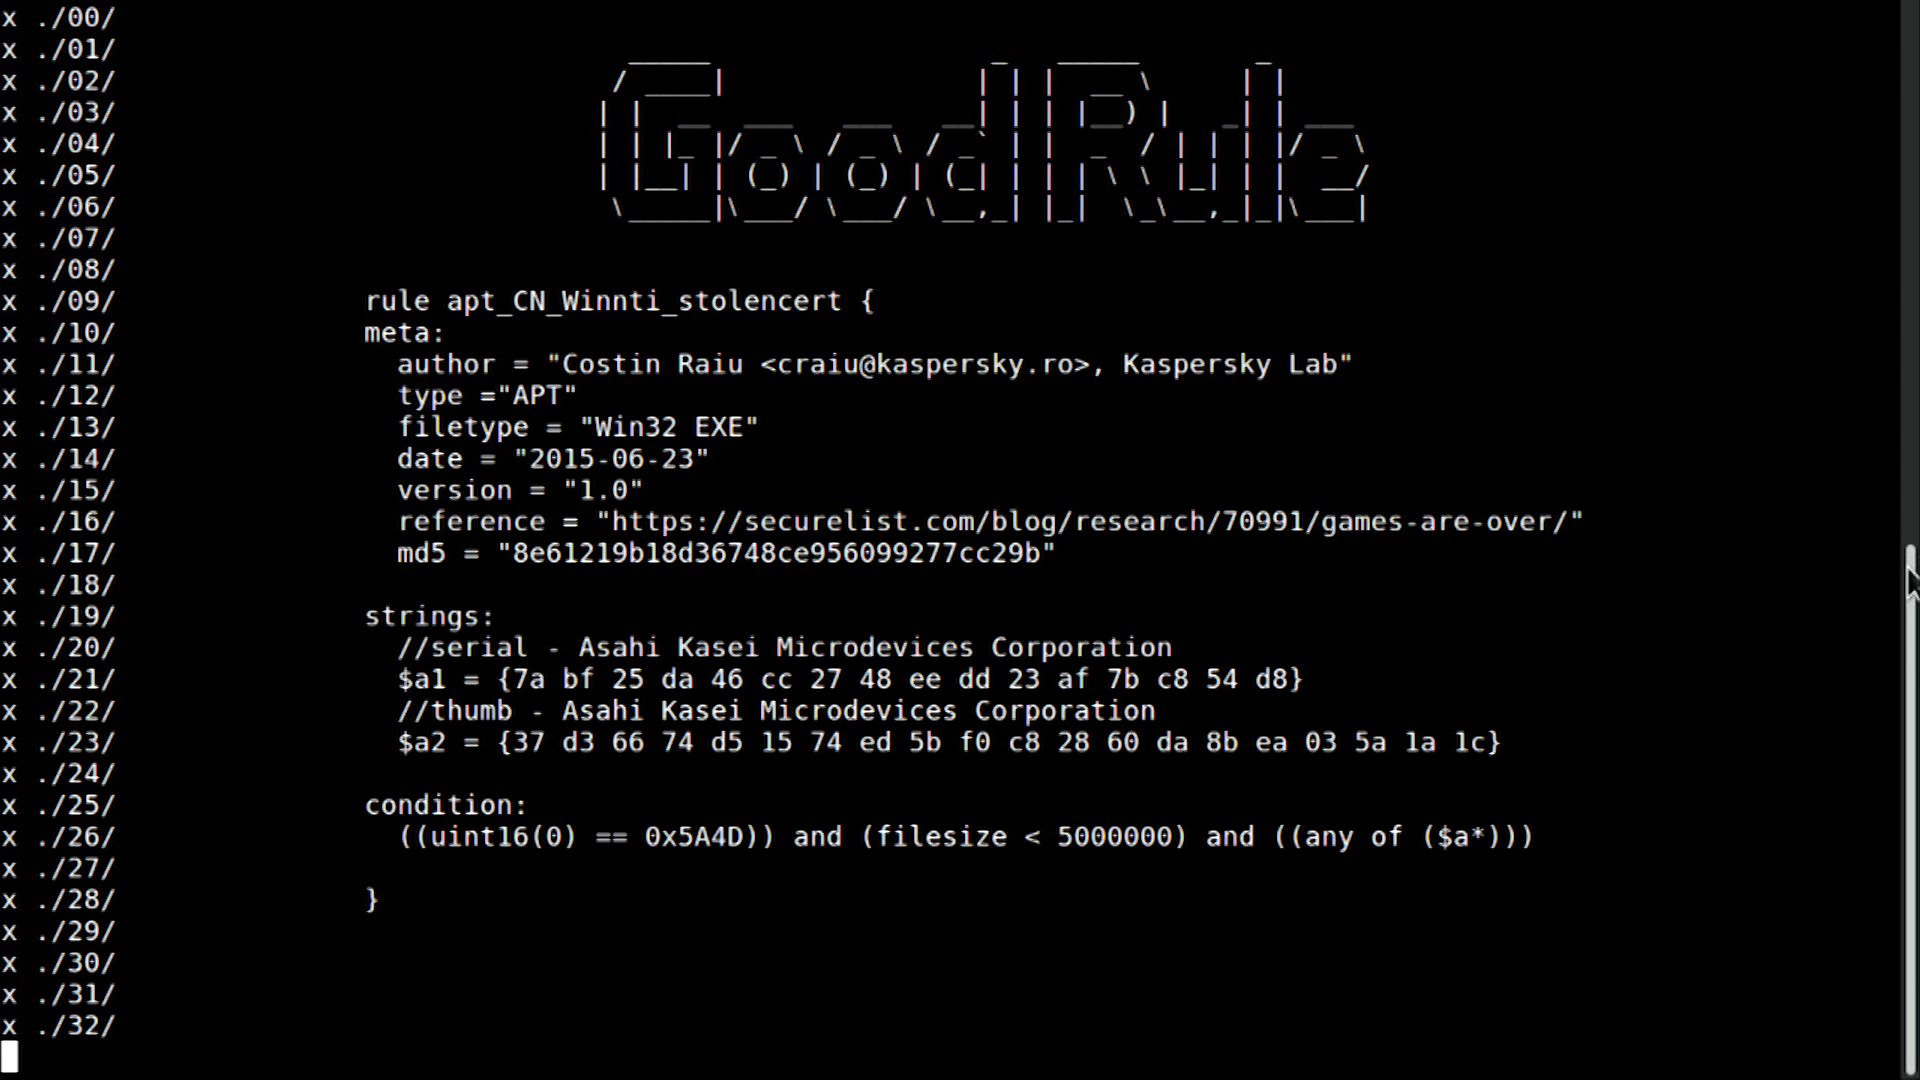 x ./00/
x ./01/
x ./02/
x ./03/
x ./04/
x ./05/
x ./06/
x ./07/
x ./08/
x ./09/
x ./10/
x ./11/
x ./12/
x ./13/
x ./14/
x ./15/
x ./16/
x ./17/
x ./18/
x ./19/
x ./20/
x ./21/
x ./22/
x ./23/
x ./24/
x ./25/
x ./26/
x ./27/
x ./28/
x ./29/
x ./30/
x ./31/
x ./32/
Good Rule
rule apt_CN_Winnti_stolencert {
meta:
author = "Costin Raiu <craiu@kaspersky.ro>, Kaspersky Lab"
type ="APT"
filetype = "Win32 EXE"
date = "2015-06-23"
version = "1.0"
reference = "https://securelist.com/blog/research/70991/games-are-over/"
md5 = "8e61219b18d36748ce956099277cc29b"
strings:
//serial - Asahi Kasei Microdevices Corporation
$a1 = {7a bf 25 da 46 cc 27 48 ee dd 23 af 7b c8 54 d8}
//thumb - Asahi Kasei Microdevices Corporation
$a2 = {37 d3 66 74 d5 15 74 ed 5b f0 c8 28 60 da 8b ea 03 5a 1a 1c}
condition:
((uint16(0) == 0x5A4D)) and (filesize < 5000000) and ((any of ($a*)))
}